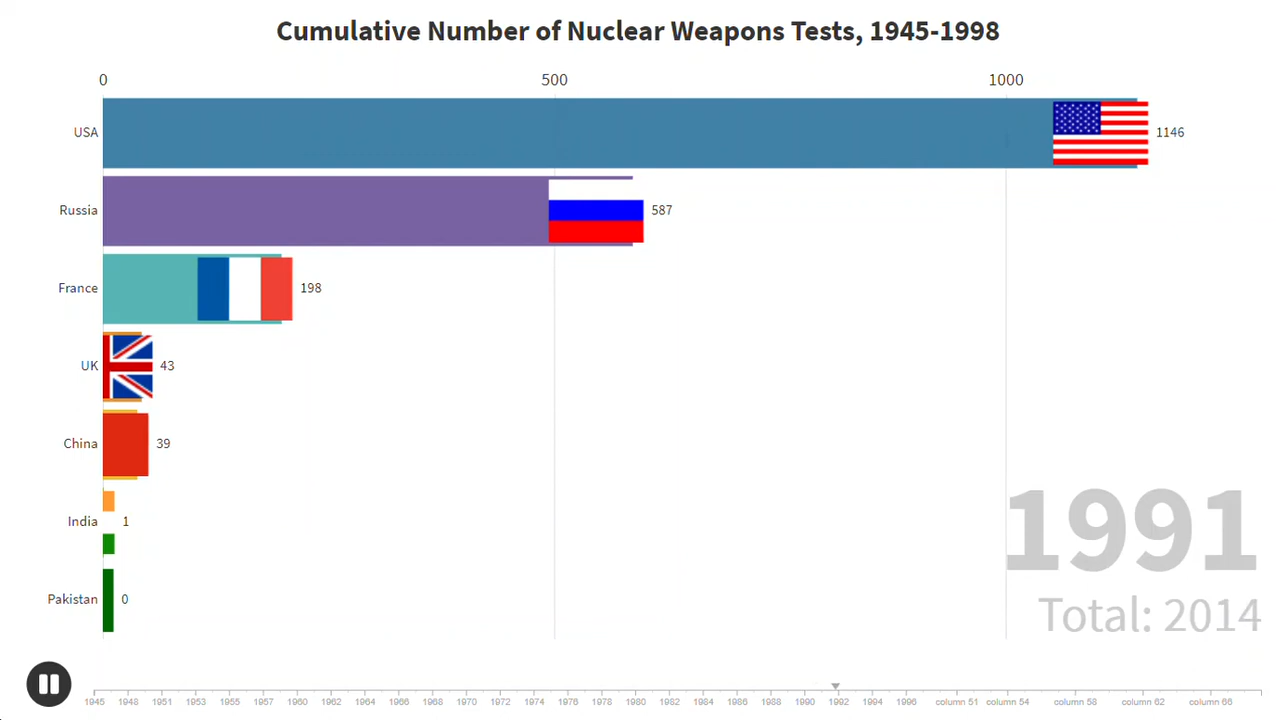 Cumulative Number of Nuclear Weapons Tests, 1945-1998
0 500 1000
USA 1146
Russia 587
France 198
UK 43
China 39
India 1
Pakistan 0
1991
Total: 2014
1945 1948 1951 1953 1955 1957 1960 1962 1964 1966 1968 1970 1972 1974 1976 1978 1980 1982 1984 1986 1988 1990 1992 1994 1996 column 51 column 54 column 58 column 62 column 66